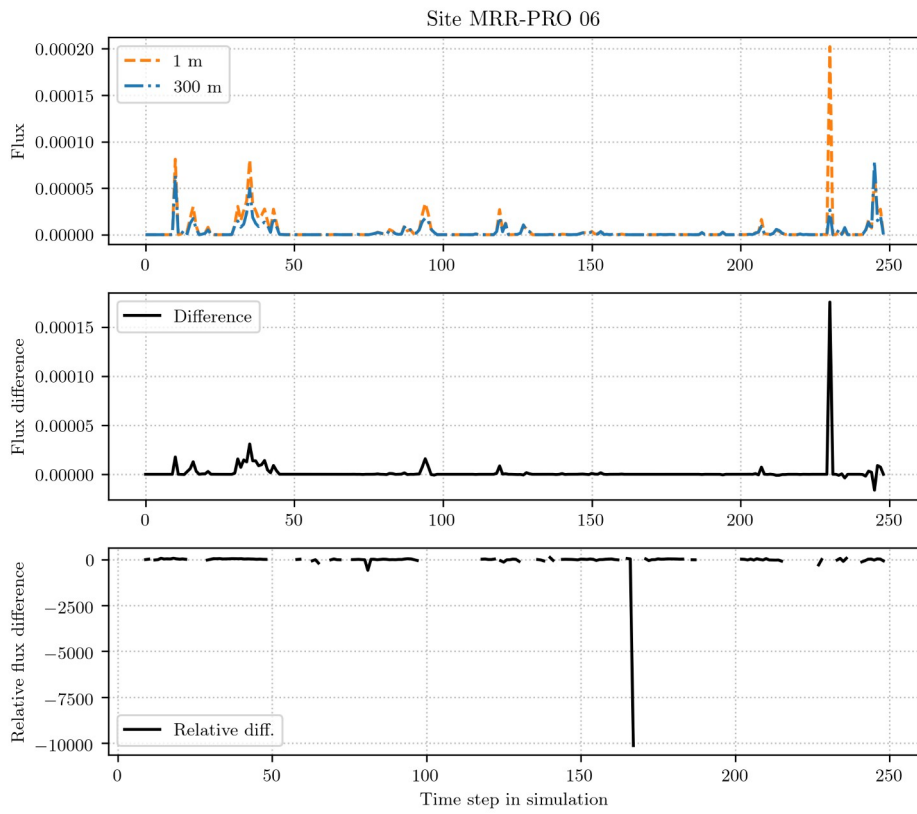 Site MRR-PRO 06
Flux
0.00020
0.00015
0.00010
0.00005
0.00000
1 m
300 m
0 50 100 150 200 250
Flux difference
0.00015
0.00010
0.00005
0.00000
Difference
0 50 100 150 200 250
Relative flux difference
0
−2500
−5000
−7500
−10000
Relative diff.
0 50 100 150 200 250
Time step in simulation